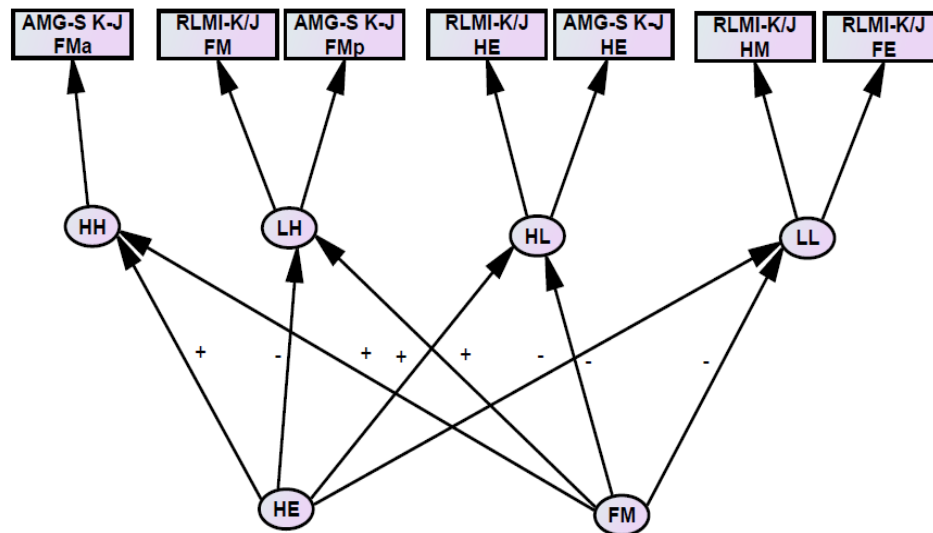 AMG-S K-J
FMa
RLMI-K/J
FM
AMG-S K-J
FMp
RLMI-K/J
HE
AMG-S K-J
HE
RLMI-K/J
HM
RLMI-K/J
FE
HH
LH
HL
LL
+ - + + + - - -
HE
FM